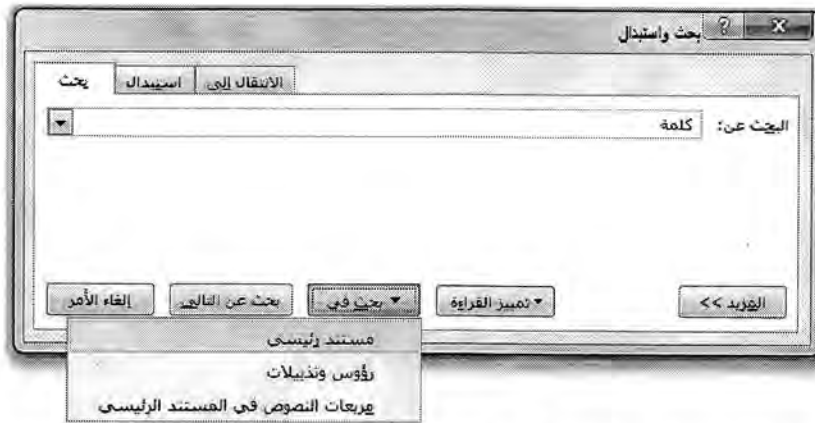 بحث واستبدال
بحث استبدال الانتقال إلى
البحث عن: كلمة
المزيد >> تمييز القراءة بحث في بحث عن التالي إلغاء الأمر
مستند رئيسي
رؤوس وتذييلات
مربعات النصوص في المستند الرئيسي